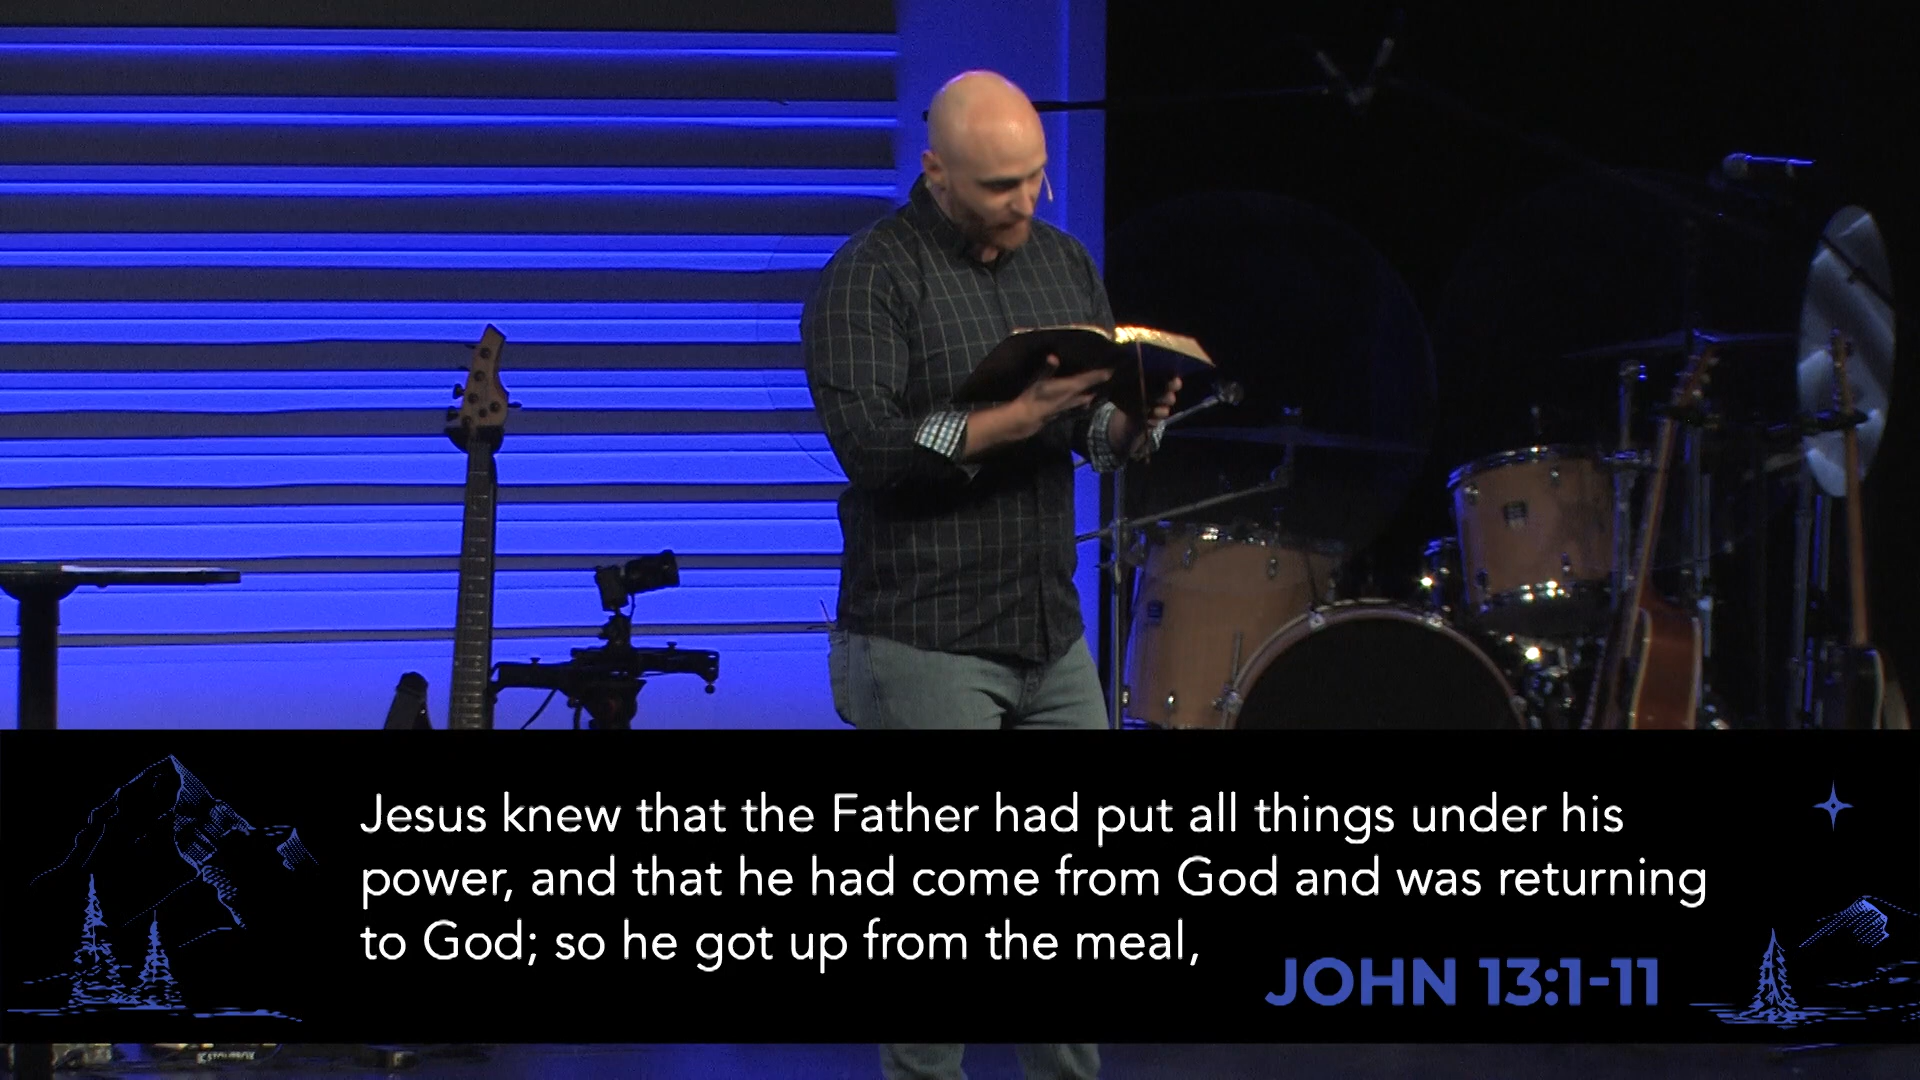 Jesus knew that the Father had put all things under his
power, and that he had come from God and was returning
to God; so he got up from the meal,
JOHN 13:1-11